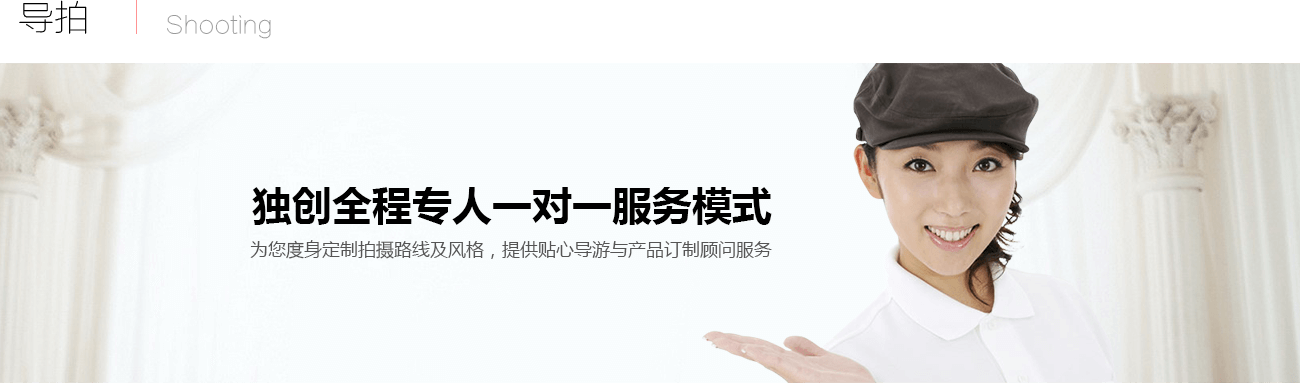 导拍 Shooting
独创全程专人一对一服务模式
为您度身定制拍摄路线及风格，提供贴心导游与产品订制顾问服务